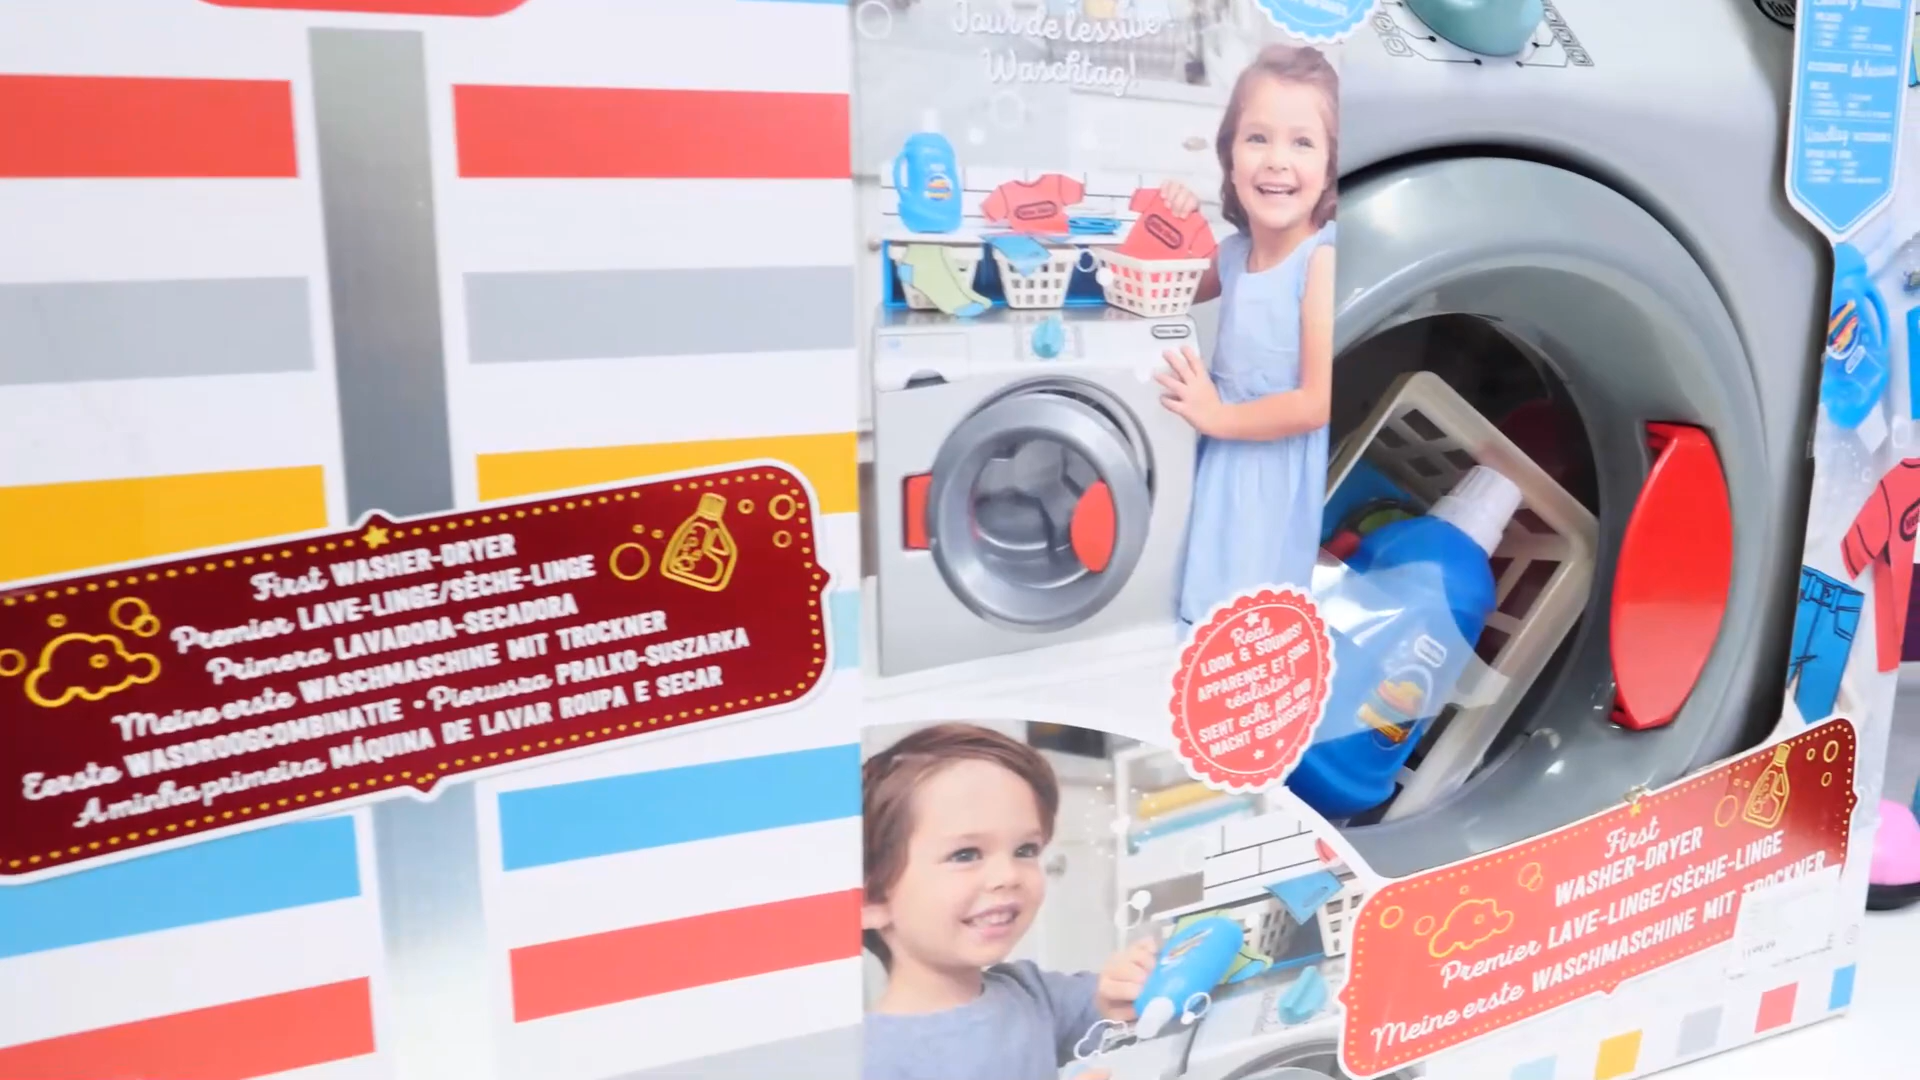 First WASHER-DRYER
Premier LAVE-LINGE/SÈCHE-LINGE
Primera LAVADORA-SECADORA
Meine erste WASCHMASCHINE MIT TROCKNER
Eerste WASDROOGCOMBINATIE • Pierwsza PRALKO-SUSZARKA
A minha primeira MÁQUINA DE LAVAR ROUPA E SECAR
Jour de lessive
Waschtag!
Real
LOOK & SOUNDS!
APPARENCE ET SONS
réalistes!
SIEHT echt AUS UND
MACHT GERÄUSCHE!
First
WASHER-DRYER
Premier LAVE-LINGE/SÈCHE-LINGE
Meine erste WASCHMASCHINE MIT TROCKNER